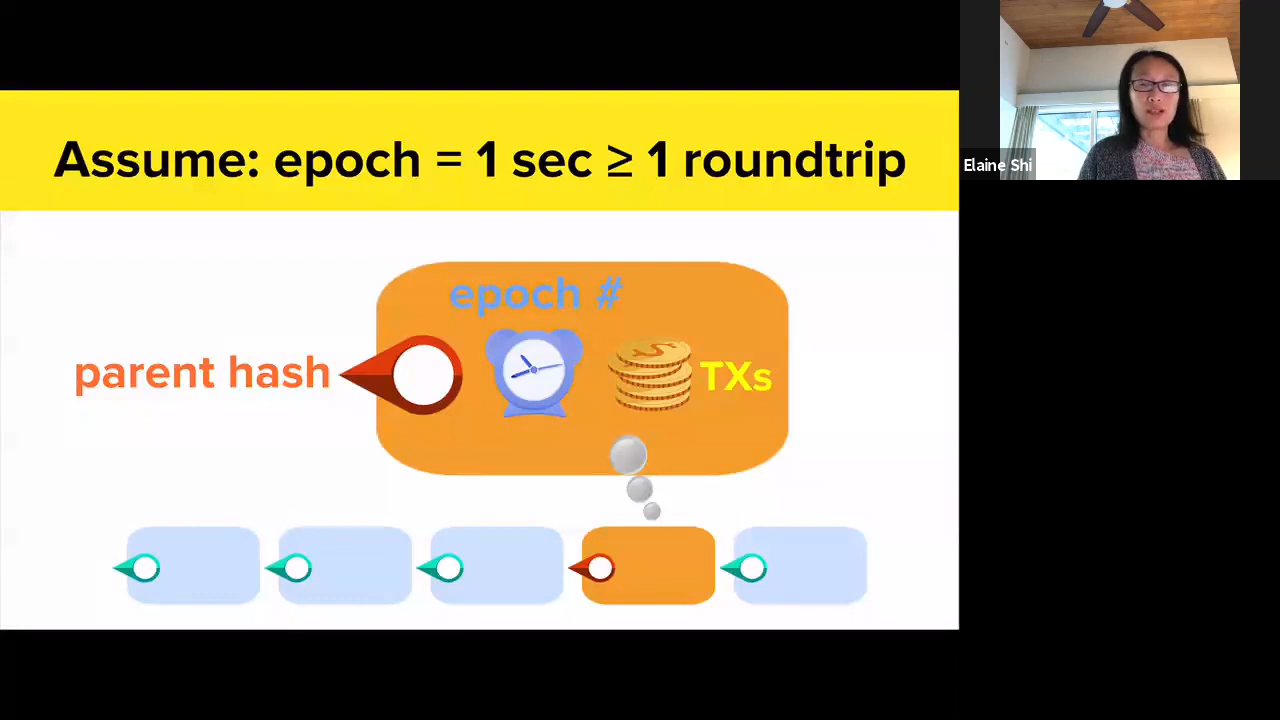 Assume: epoch = 1 sec ≥ 1 roundtrip
Elaine Shi
epoch #
parent hash
TXs